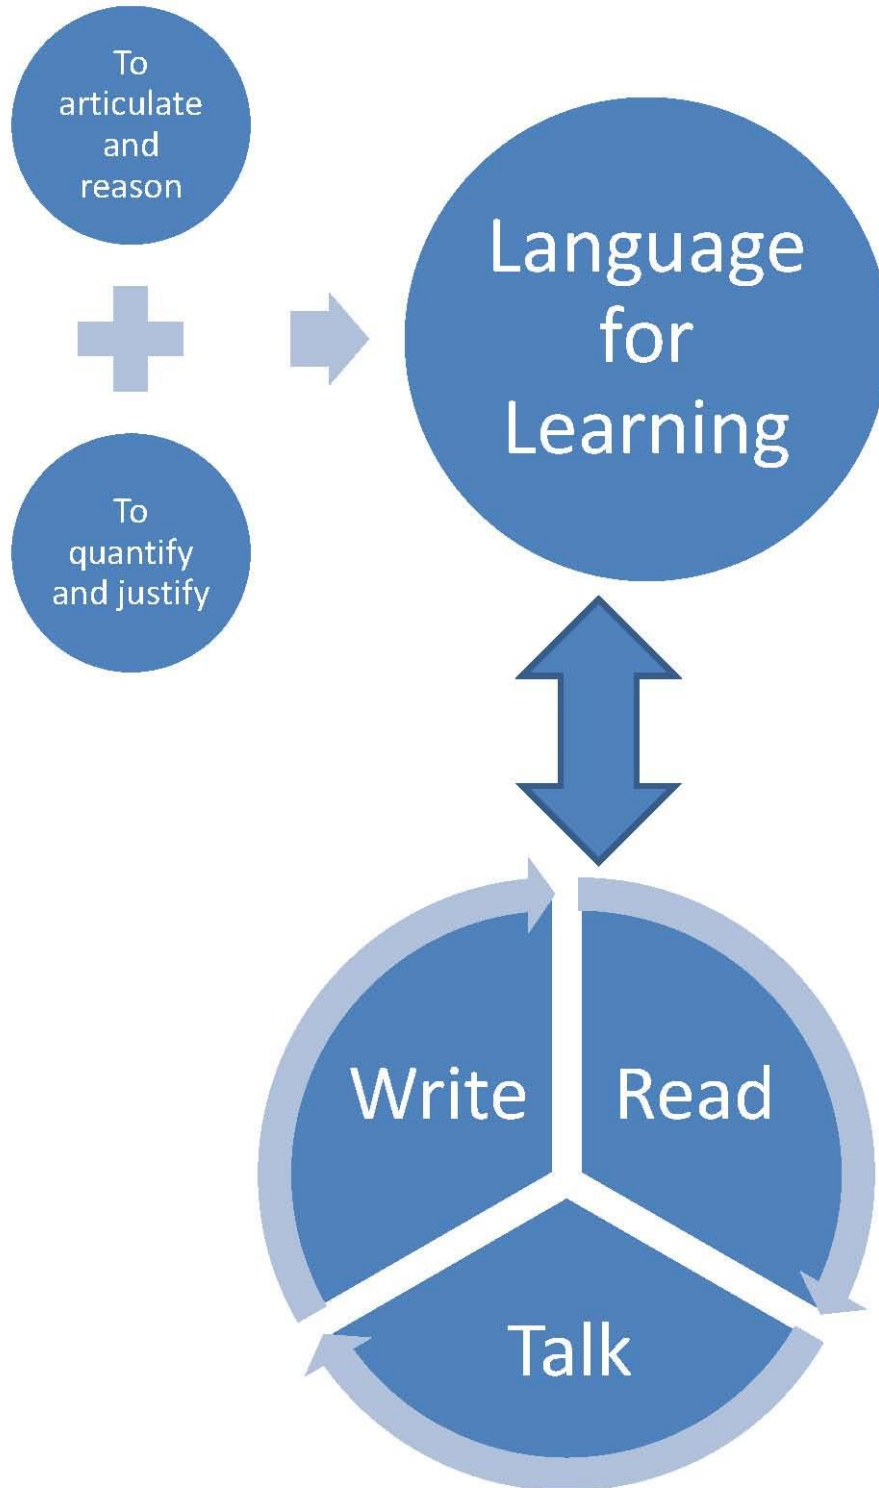 To
articulate
and
reason
Language
for
Learning
To
quantify
and justify
Write
Read
Talk